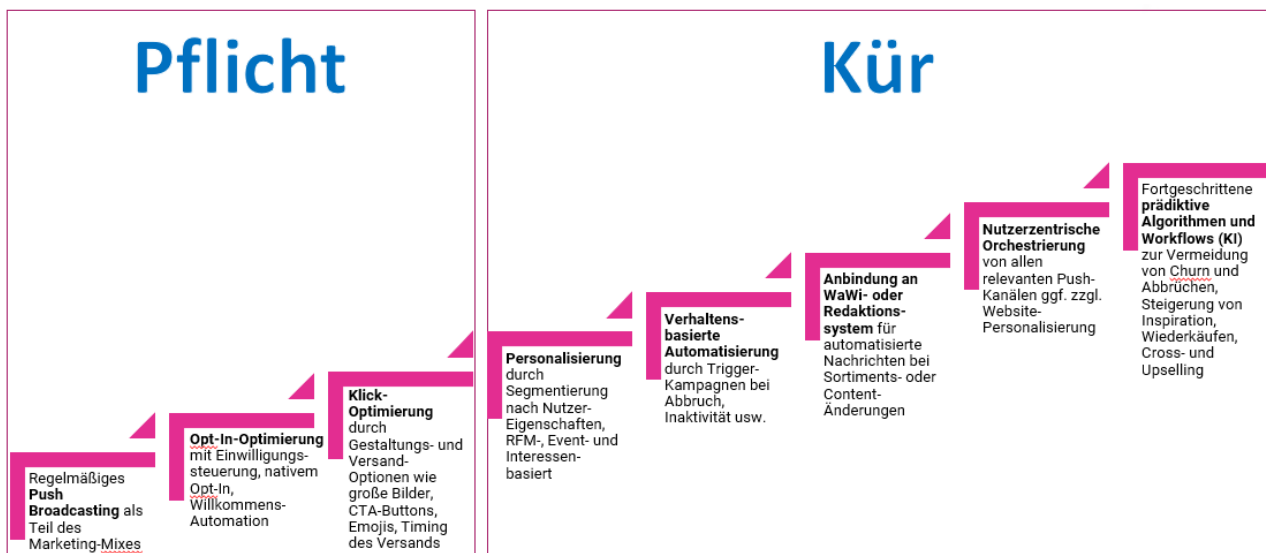 Pflicht
Regelmäßiges
Push
Broadcasting als
Teil des
Marketing-Mixes
Opt-In-Optimierung
mit Einwilligungs-
steuerung, nativem
Opt-In,
Willkommens-
Automation
Klick-
Optimierung
durch
Gestaltungs- und
Versand-
Optionen wie
große Bilder,
CTA-Buttons,
Emojis, Timing
des Versands
Kür
Personalisierung
durch
Segmentierung
nach Nutzer-
Eigenschaften,
RFM-, Event- und
Interessen-
basiert
Verhaltens-
basierte
Automatisierung
durch Trigger-
Kampagnen bei
Abbruch,
Inaktivität usw.
Anbindung an
WaWi- oder
Redaktions-
system für
automatisierte
Nachrichten bei
Sortiments- oder
Content-
Änderungen
Nutzerzentrische
Orchestrierung
von allen
relevanten Push-
Kanälen ggf. zzgl.
Website-
Personalisierung
Fortgeschrittene
prädiktive
Algorithmen und
Workflows (KI)
zur Vermeidung
von Churn und
Abbrüchen,
Steigerung von
Inspiration,
Wiederkäufen,
Cross- und
Upselling